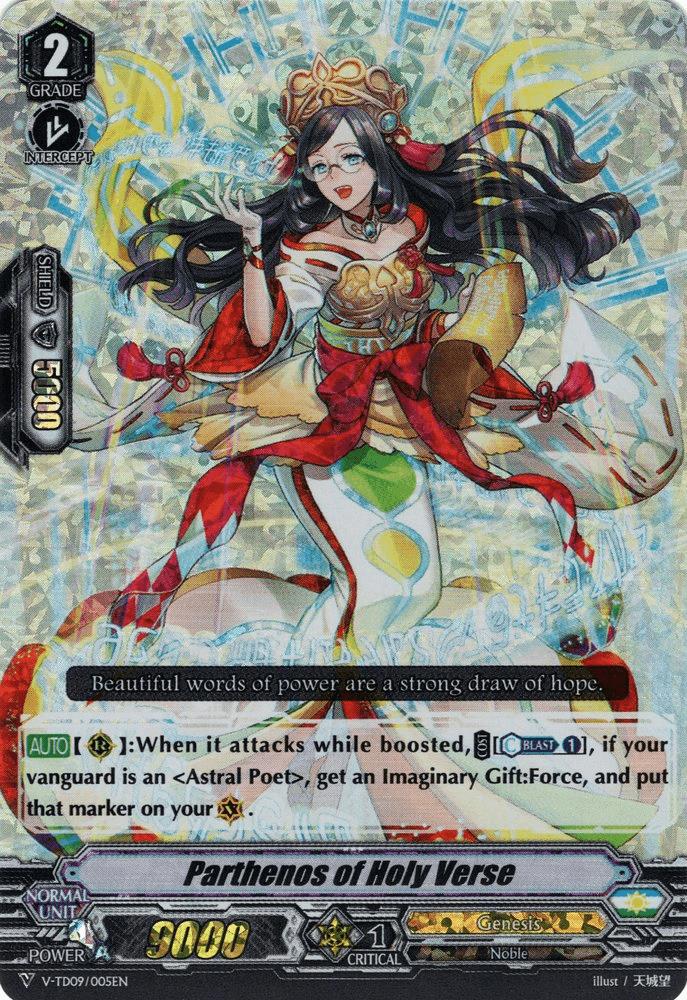 2
GRADE
INTERCEPT
SHIELD
5000
Beautiful words of power are a strong draw of hope.
AUTO【R】:When it attacks while boosted, COST[C BLAST 1], if your
vanguard is an <Astral Poet>, get an Imaginary Gift:Force, and put
that marker on your .
Parthenos of Holy Verse
NORMAL
UNIT
POWER 9000
1
CRITICAL
Genesis
Noble
V-TD09/005EN
illust / 天城望